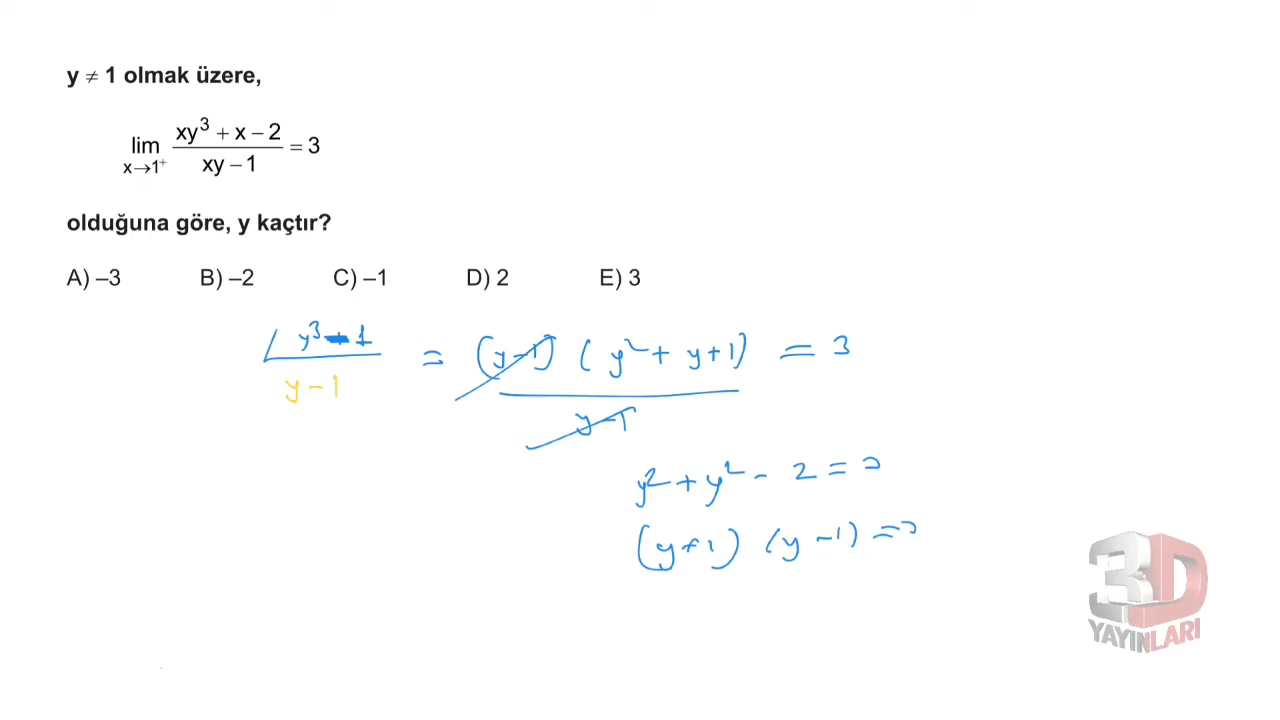 y ≠ 1 olmak üzere,
lim x→1⁺ (xy³ + x – 2)/(xy – 1) = 3
olduğuna göre, y kaçtır?
A) –3 B) –2 C) –1 D) 2 E) 3
y³ - 1 / y - 1 = (y-1) (y² + y + 1) / y - 1 = 3
y² + y² - 2 = 0
(y+2) (y-1) = 0
3D
YAYINLARI